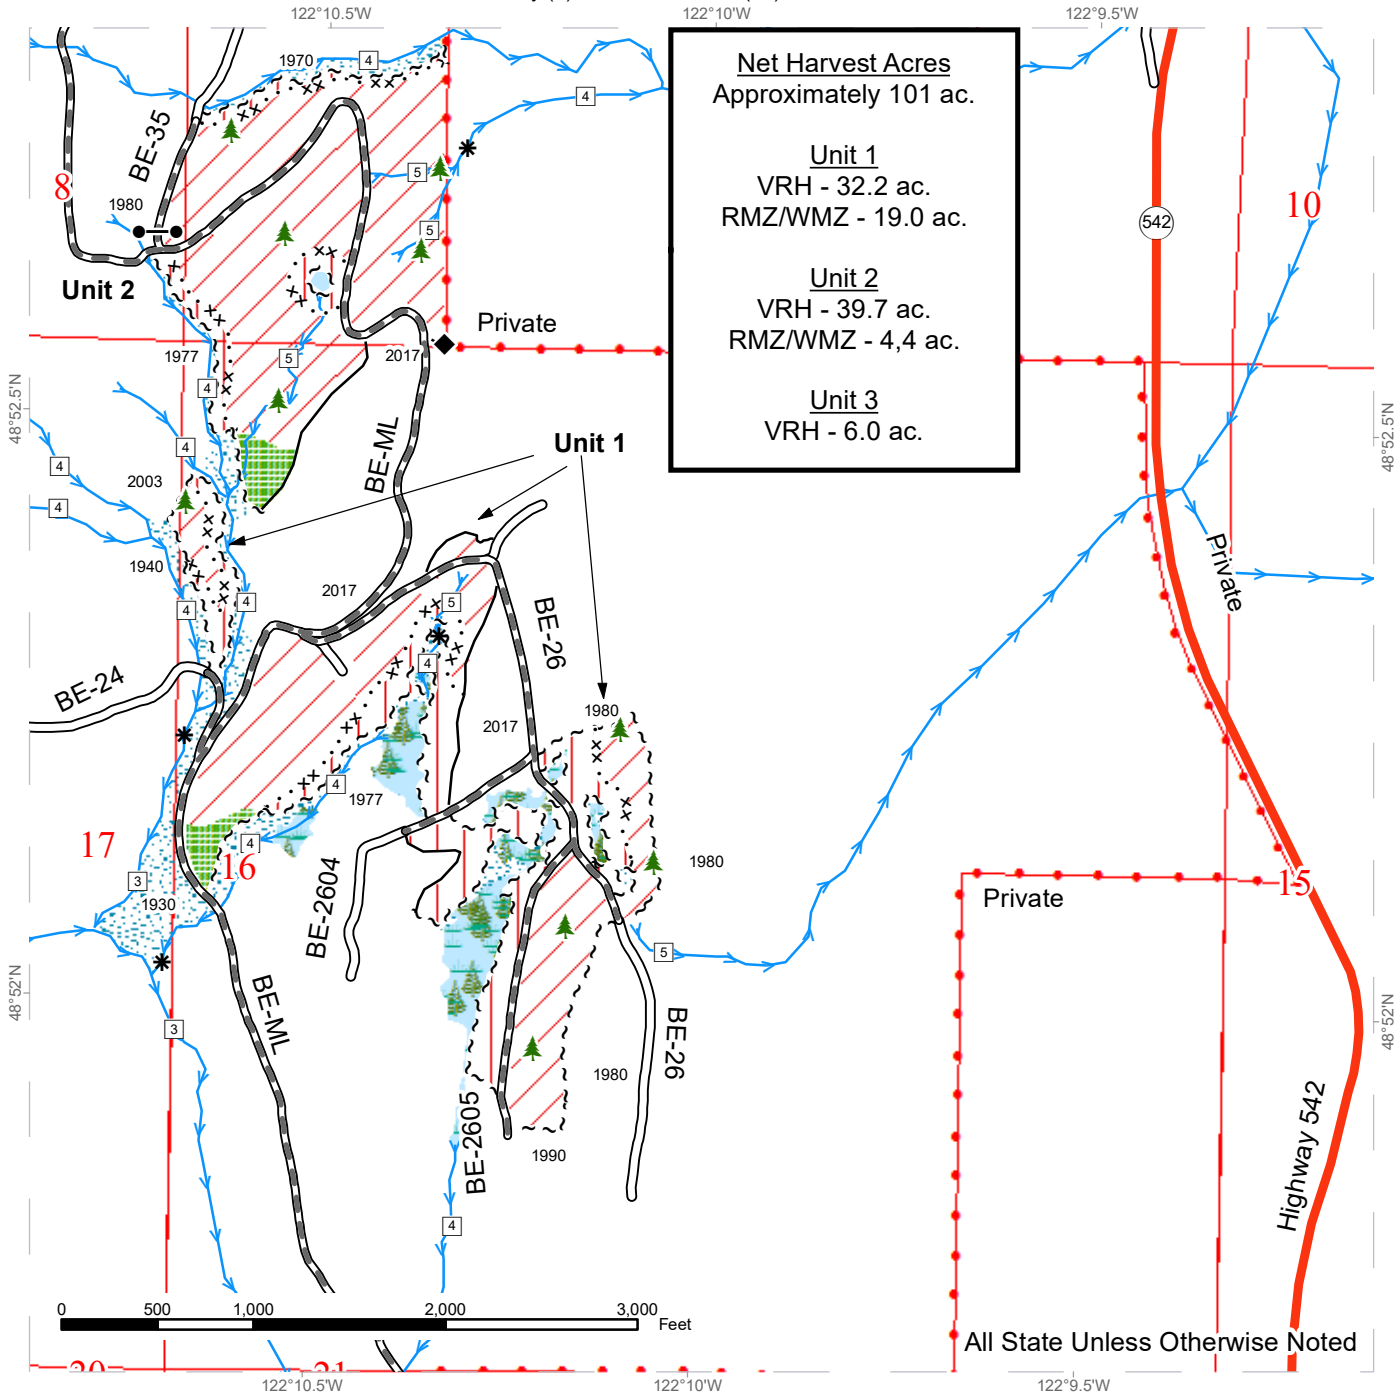 122°10.5'W
122°10'W
122°9.5'W
Net Harvest Acres
Approximately 101 ac.
Unit 1
VRH - 32.2 ac.
RMZ/WMZ - 19.0 ac.
Unit 2
VRH - 39.7 ac.
RMZ/WMZ - 4,4 ac.
Unit 3
VRH - 6.0 ac.
1970
4
4
BE-35
8
1980
5
5
10
542
Unit 2
Private
1977
5
2017
4
48°52.5'N
48°52.5'N
4
BE-ML
Unit 1
4
2003
4
1940
Private
2017
4
4
5
BE-26
4
BE-24
1980
2017
4
1977
17
16
4
1980
3
BE-2604
15
Private
1930
5
48°52'N
48°52'N
BE-ML
3
BE-26
1980
BE-2605
1990
Highway 542
4
0
500
1,000
2,000
3,000
Feet
All State Unless Otherwise Noted
20
21
122°10.5'W
122°10'W
122°9.5'W